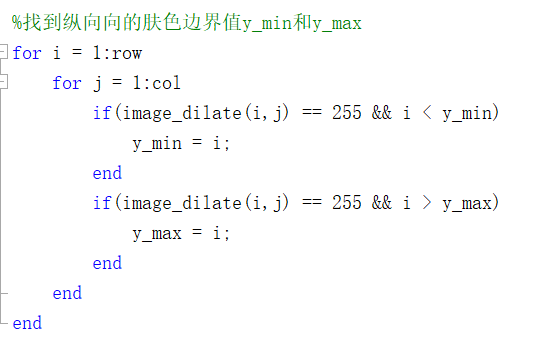 %找到纵向向的肤色边界值y_min和y_max
for i = 1:row
for j = 1:col
if(image_dilate(i,j) == 255 && i < y_min)
y_min = i;
end
if(image_dilate(i,j) == 255 && i > y_max)
y_max = i;
end
end
end